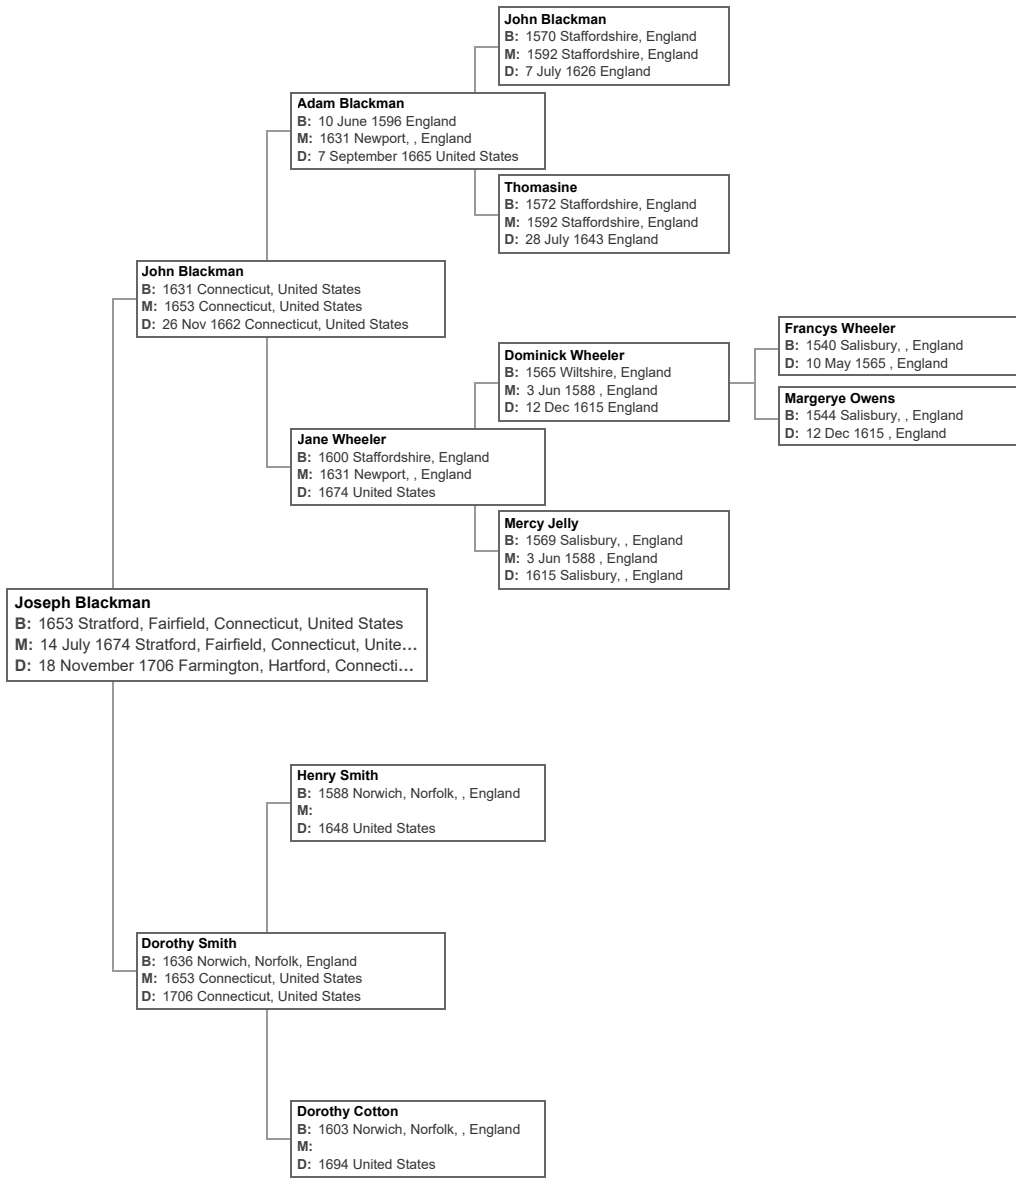 John Blackman
B: 1570 Staffordshire, England
M: 1592 Staffordshire, England
D: 7 July 1626 England
Adam Blackman
B: 10 June 1596 England
M: 1631 Newport, , England
D: 7 September 1665 United States
Thomasine
B: 1572 Staffordshire, England
M: 1592 Staffordshire, England
D: 28 July 1643 England
John Blackman
B: 1631 Connecticut, United States
M: 1653 Connecticut, United States
D: 26 Nov 1662 Connecticut, United States
Francys Wheeler
B: 1540 Salisbury, , England
D: 10 May 1565 , England
Dominick Wheeler
B: 1565 Wiltshire, England
M: 3 Jun 1588 , England
D: 12 Dec 1615 England
Margerye Owens
B: 1544 Salisbury, , England
D: 12 Dec 1615 , England
Jane Wheeler
B: 1600 Staffordshire, England
M: 1631 Newport, , England
D: 1674 United States
Mercy Jelly
B: 1569 Salisbury, , England
M: 3 Jun 1588 , England
D: 1615 Salisbury, , England
Joseph Blackman
B: 1653 Stratford, Fairfield, Connecticut, United States
M: 14 July 1674 Stratford, Fairfield, Connecticut, Unite...
D: 18 November 1706 Farmington, Hartford, Connecti...
Henry Smith
B: 1588 Norwich, Norfolk, , England
M:
D: 1648 United States
Dorothy Smith
B: 1636 Norwich, Norfolk, England
M: 1653 Connecticut, United States
D: 1706 Connecticut, United States
Dorothy Cotton
B: 1603 Norwich, Norfolk, , England
M:
D: 1694 United States